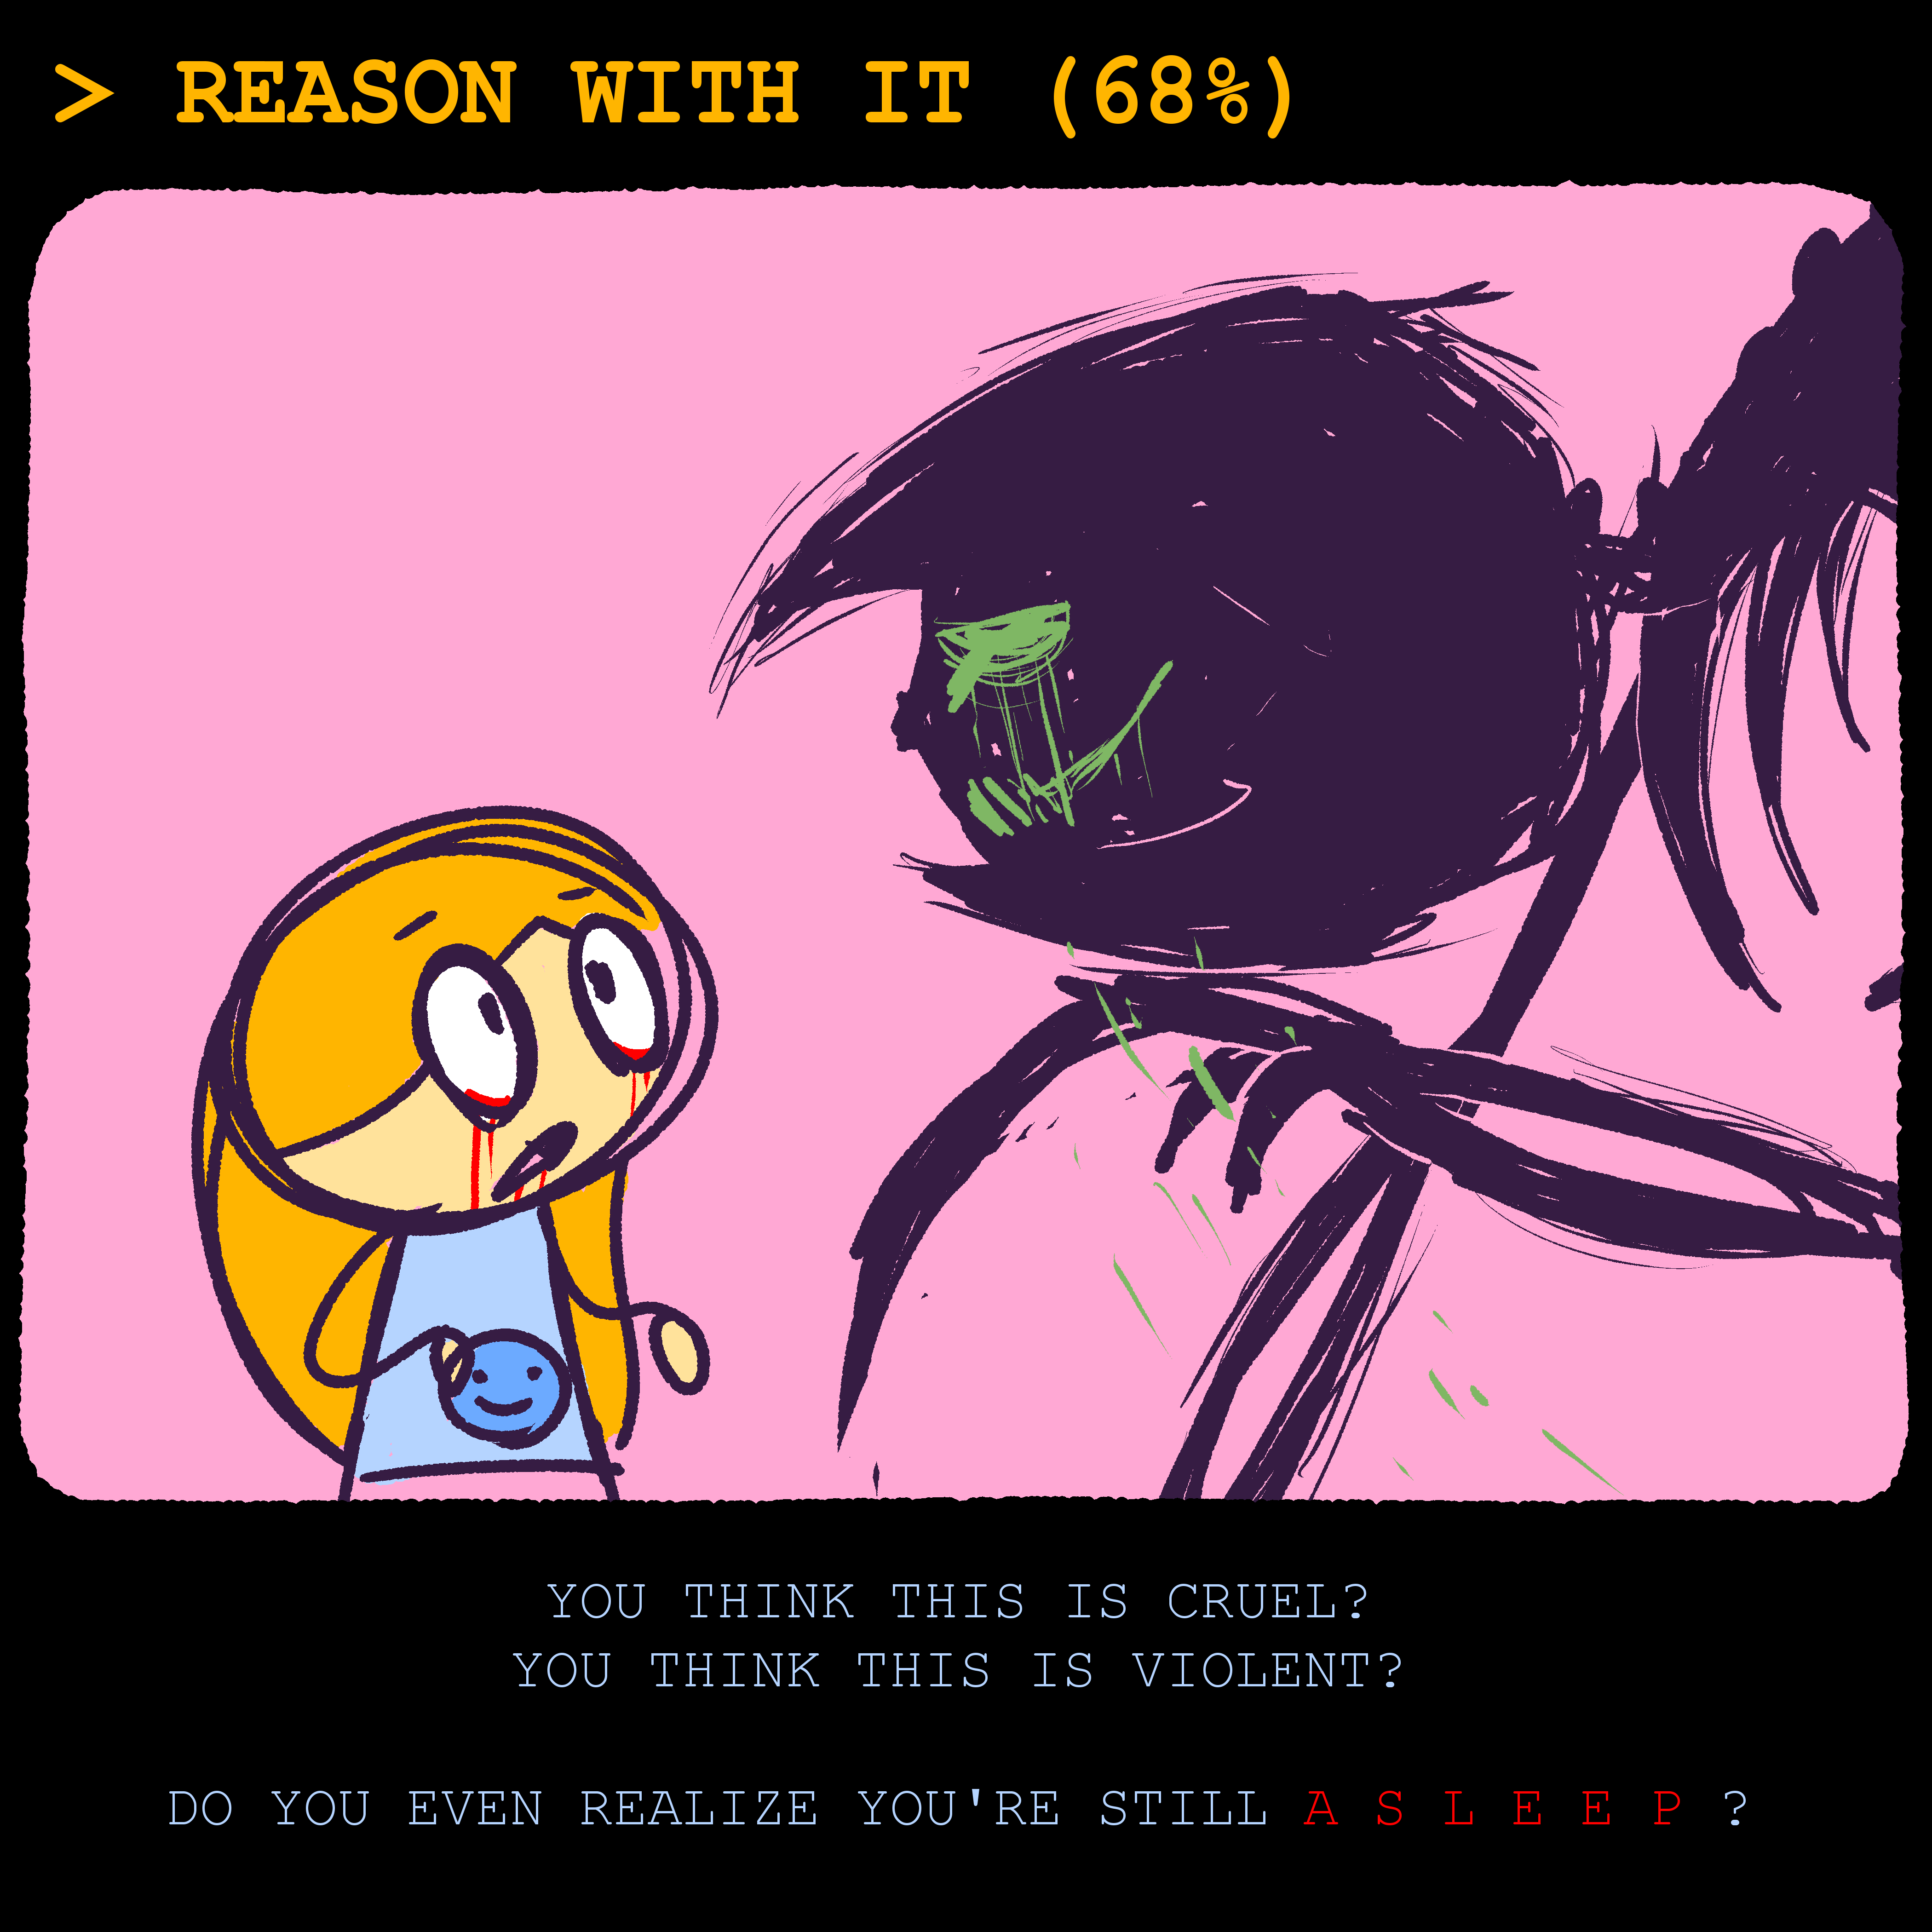 > REASON WITH IT (68%)
YOU THINK THIS IS CRUEL?
YOU THINK THIS IS VIOLENT?
DO YOU EVEN REALIZE YOU'RE STILL A S L E E P ?